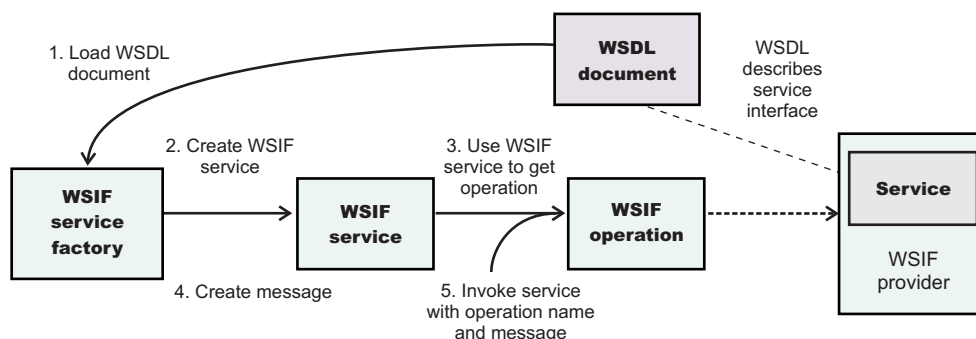 1. Load WSDL
document
WSDL
document
WSDL
describes
service
interface
2. Create WSIF
service
3. Use WSIF
service to get
operation
WSIF
service
factory
WSIF
service
WSIF
operation
Service
WSIF
provider
4. Create message
5. Invoke service
with operation name
and message